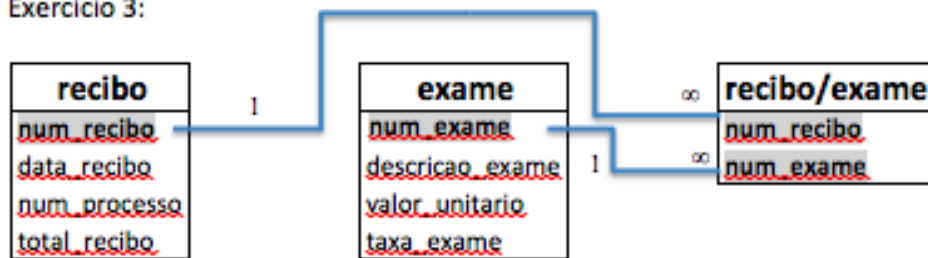 Exercício 3:
recibo
num_recibo
data_recibo
num_processo
total_recibo
1
exame
num_exame
descricao_exame
valor_unitario
taxa_exame
1
∞
∞
recibo/exame
num_recibo
num_exame